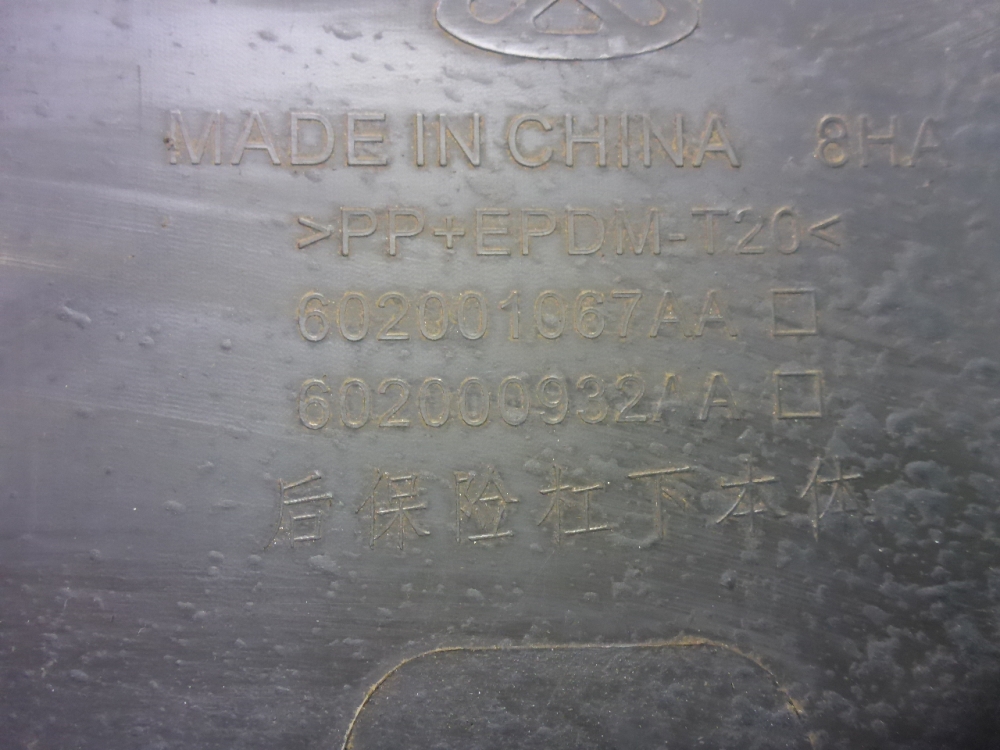 MADE IN CHINA 8HA
>PP+EPDM-T20<
602001067AA □
602000932AA □
后保险杠下本体